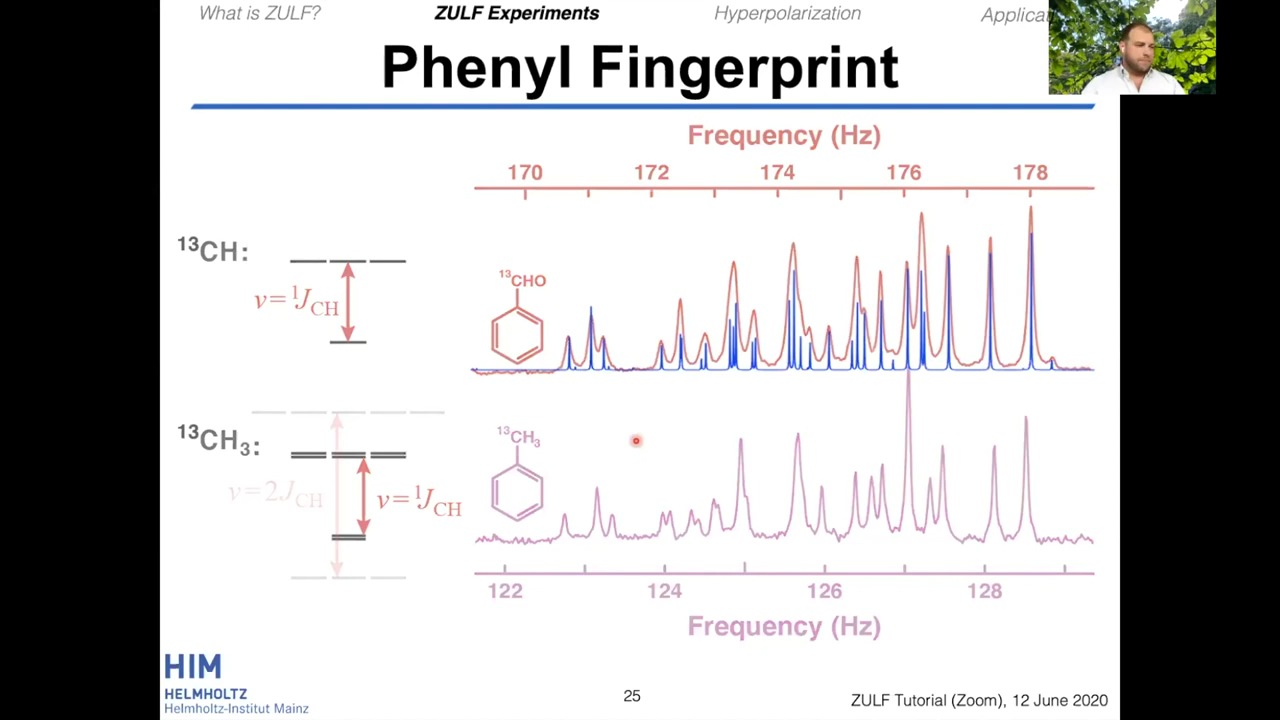 What is ZULF? ZULF Experiments Hyperpolarization Applicat
Phenyl Fingerprint
Frequency (Hz)
170 172 174 176 178
¹³CH:
ν=¹J_CH
¹³CHO
¹³CH₃:
ν=2J_CH
ν=¹J_CH
¹³CH₃
122 124 126 128
Frequency (Hz)
HIM
HELMHOLTZ
Helmholtz-Institut Mainz
25
ZULF Tutorial (Zoom), 12 June 2020